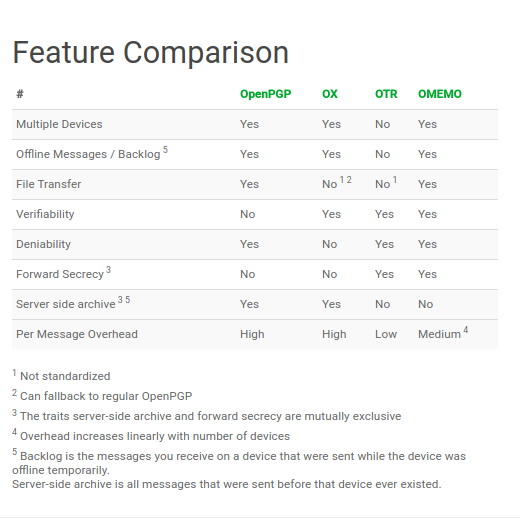 Feature Comparison
# OpenPGP OX OTR OMEMO
Multiple Devices Yes Yes No Yes
Offline Messages / Backlog 5 Yes Yes No Yes
File Transfer Yes No 1 2 No 1 Yes
Verifiability No Yes Yes Yes
Deniability Yes No Yes Yes
Forward Secrecy 3 No No Yes Yes
Server side archive 3 5 Yes Yes No No
Per Message Overhead High High Low Medium 4
1 Not standardized
2 Can fallback to regular OpenPGP
3 The traits server-side archive and forward secrecy are mutually exclusive
4 Overhead increases linearly with number of devices
5 Backlog is the messages you receive on a device that were sent while the device was
offline temporarily.
Server-side archive is all messages that were sent before that device ever existed.